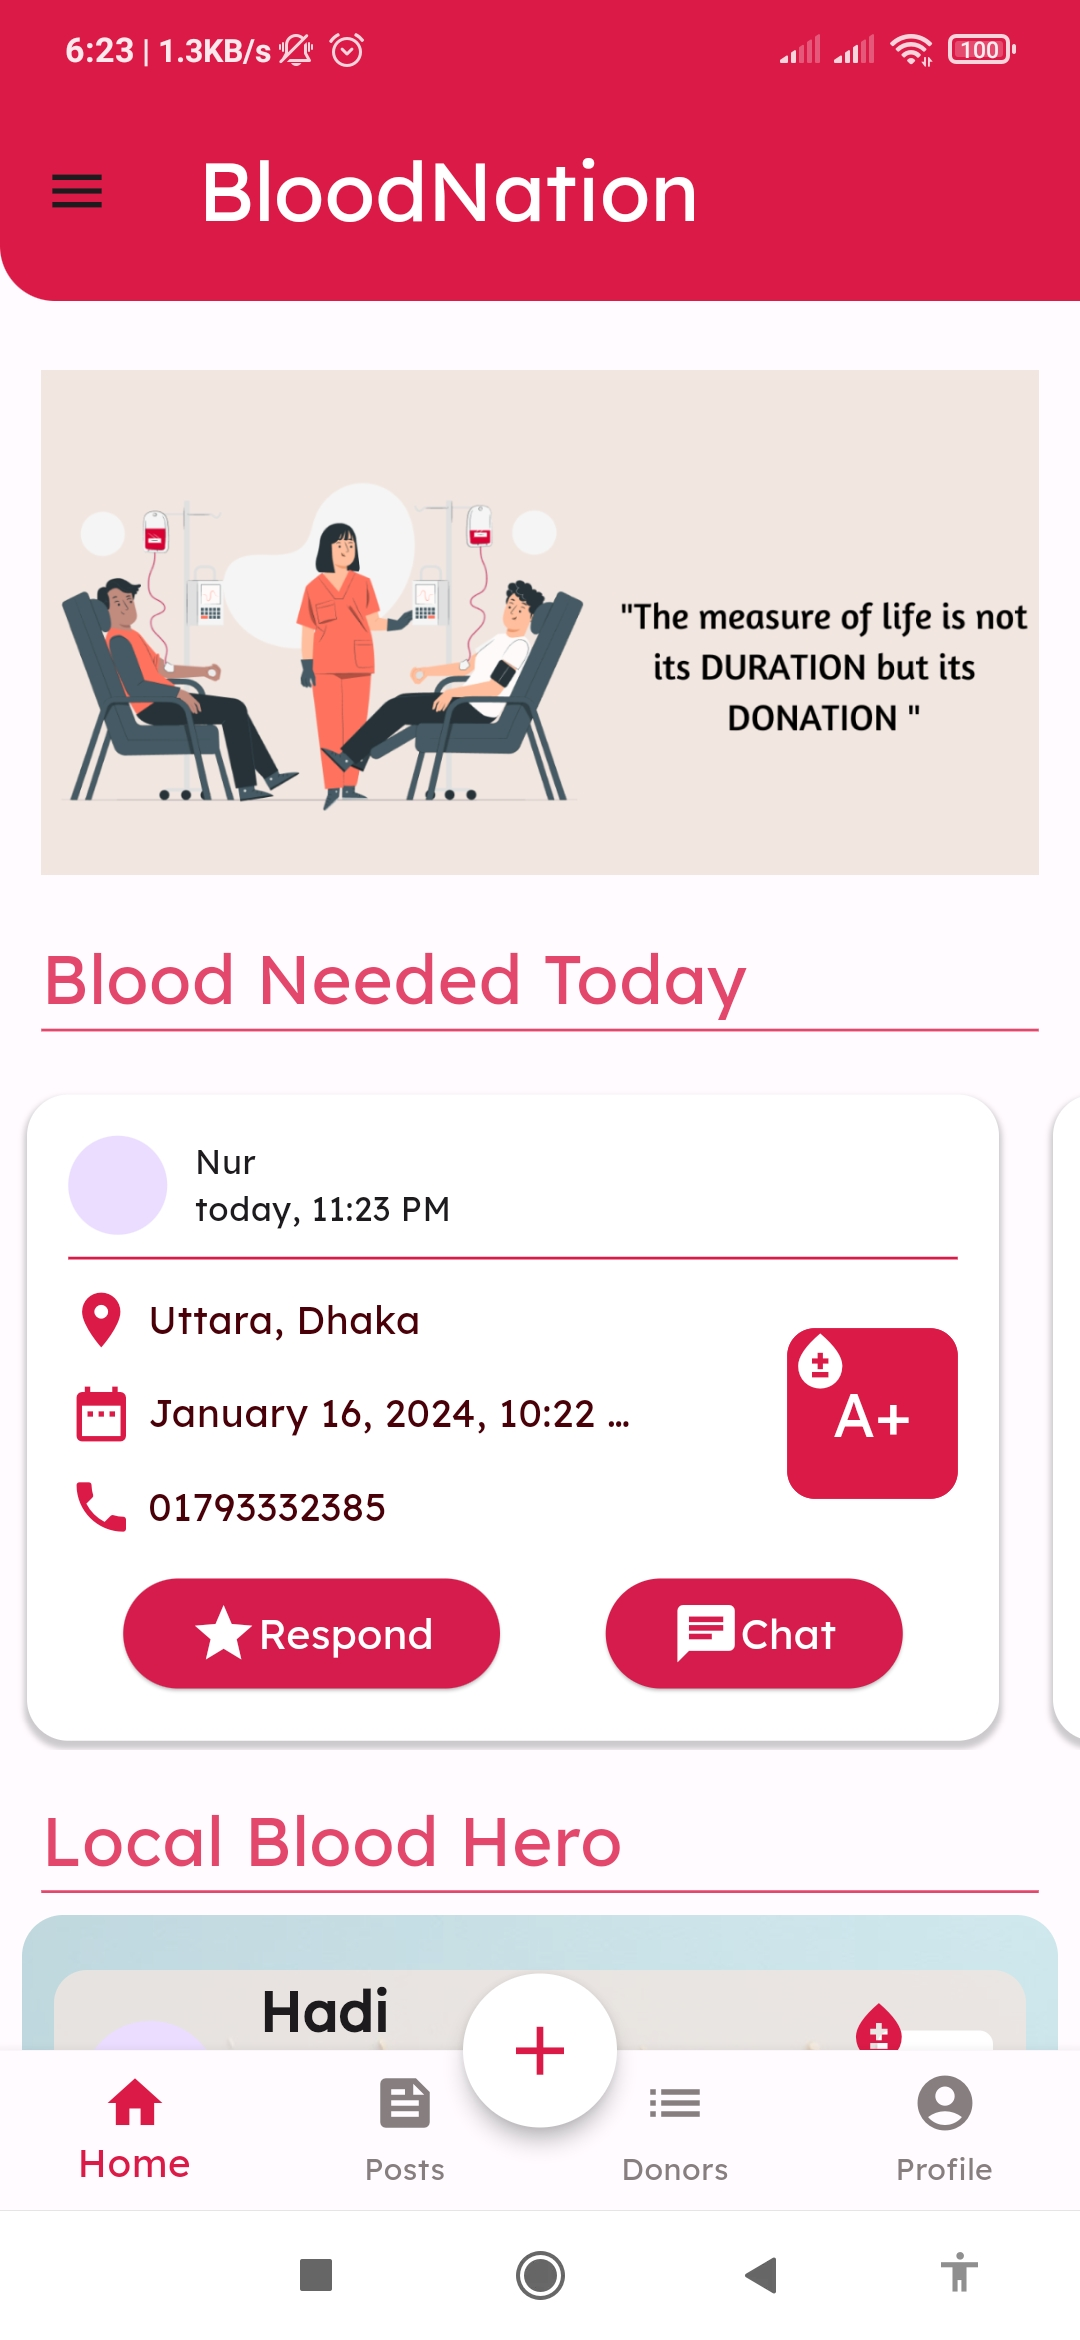 6:23 | 1.3KB/s
100
BloodNation
"The measure of life is not
its DURATION but its
DONATION "
Blood Needed Today
Nur
today, 11:23 PM
Uttara, Dhaka
January 16, 2024, 10:22 ...
A+
01793332385
Respond
Chat
Local Blood Hero
Hadi
Home
Posts
Donors
Profile